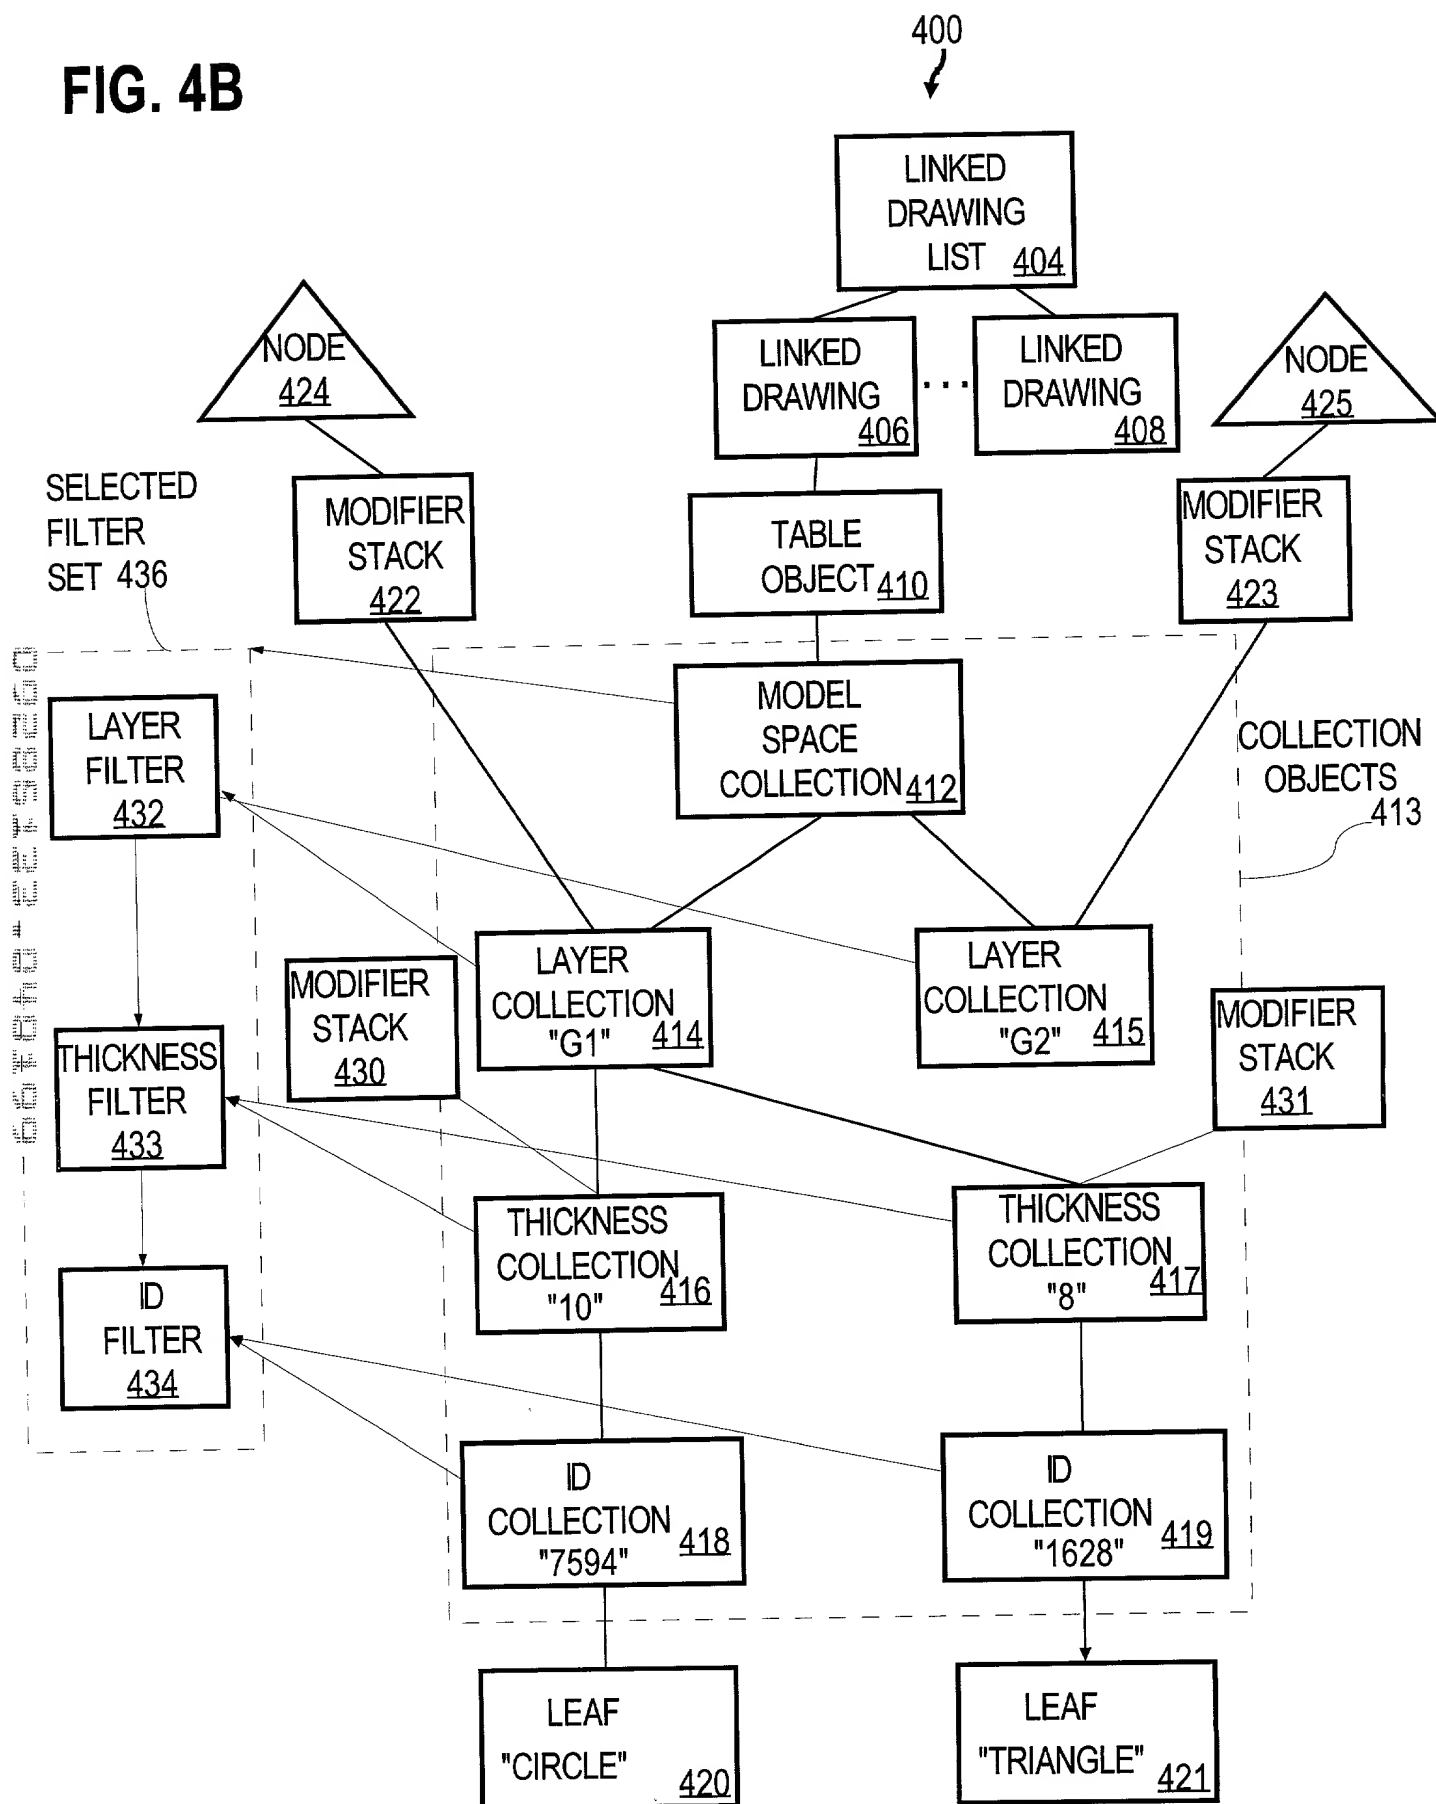 400
FIG. 4B
LINKED
DRAWING
LIST 404
NODE
424
LINKED
DRAWING
406
...
LINKED
DRAWING
408
NODE
425
SELECTED
FILTER
SET 436
MODIFIER
STACK
422
TABLE
OBJECT 410
MODIFIER
STACK
423
LAYER
FILTER
432
MODEL
SPACE
COLLECTION 412
COLLECTION
OBJECTS
413
MODIFIER
STACK
430
LAYER
COLLECTION
"G1" 414
LAYER
COLLECTION
"G2" 415
MODIFIER
STACK
431
THICKNESS
FILTER
433
THICKNESS
COLLECTION
"10" 416
THICKNESS
COLLECTION
"8" 417
ID
FILTER
434
ID
COLLECTION
"7594" 418
ID
COLLECTION
"1628" 419
LEAF
"CIRCLE"
420
LEAF
"TRIANGLE"
421